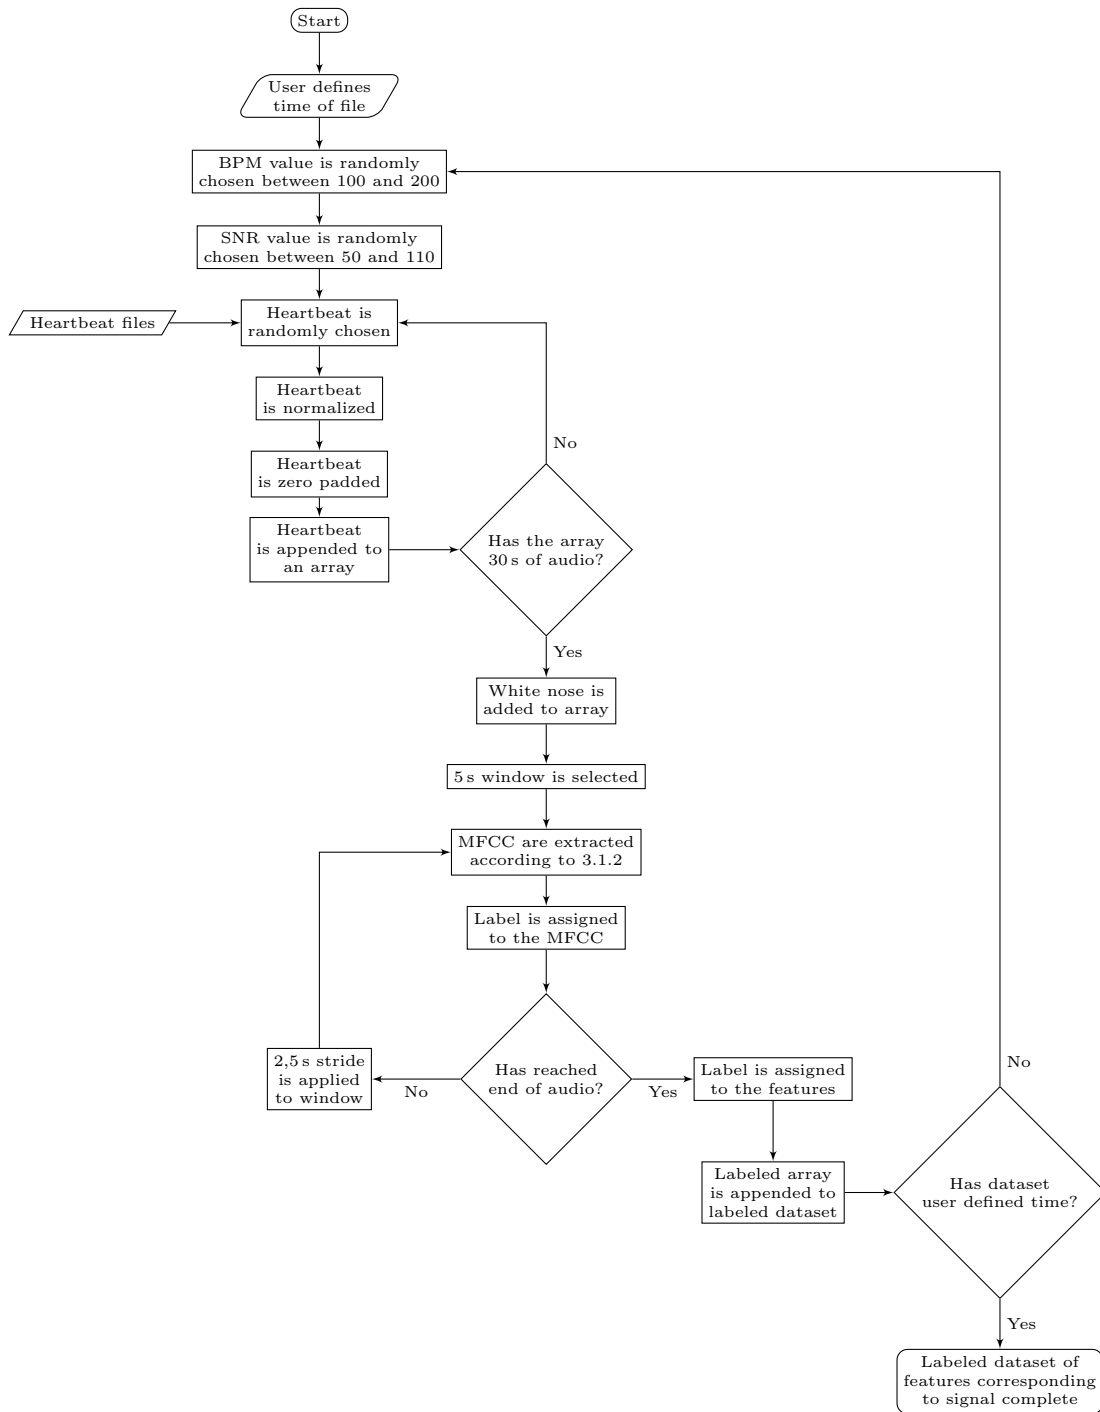 Start
User defines
time of file
BPM value is randomly
chosen between 100 and 200
SNR value is randomly
chosen between 50 and 110
Heartbeat files
Heartbeat is
randomly chosen
Heartbeat
is normalized
No
Heartbeat
is zero padded
Heartbeat
is appended to
an array
Has the array
30 s of audio?
Yes
White nose is
added to array
5 s window is selected
MFCC are extracted
according to 3.1.2
Label is assigned
to the MFCC
Has reached
end of audio?
No
2,5 s stride
is applied
to window
Yes
Label is assigned
to the features
Labeled array
is appended to
labeled dataset
Has dataset
user defined time?
No
Yes
Labeled dataset of
features corresponding
to signal complete